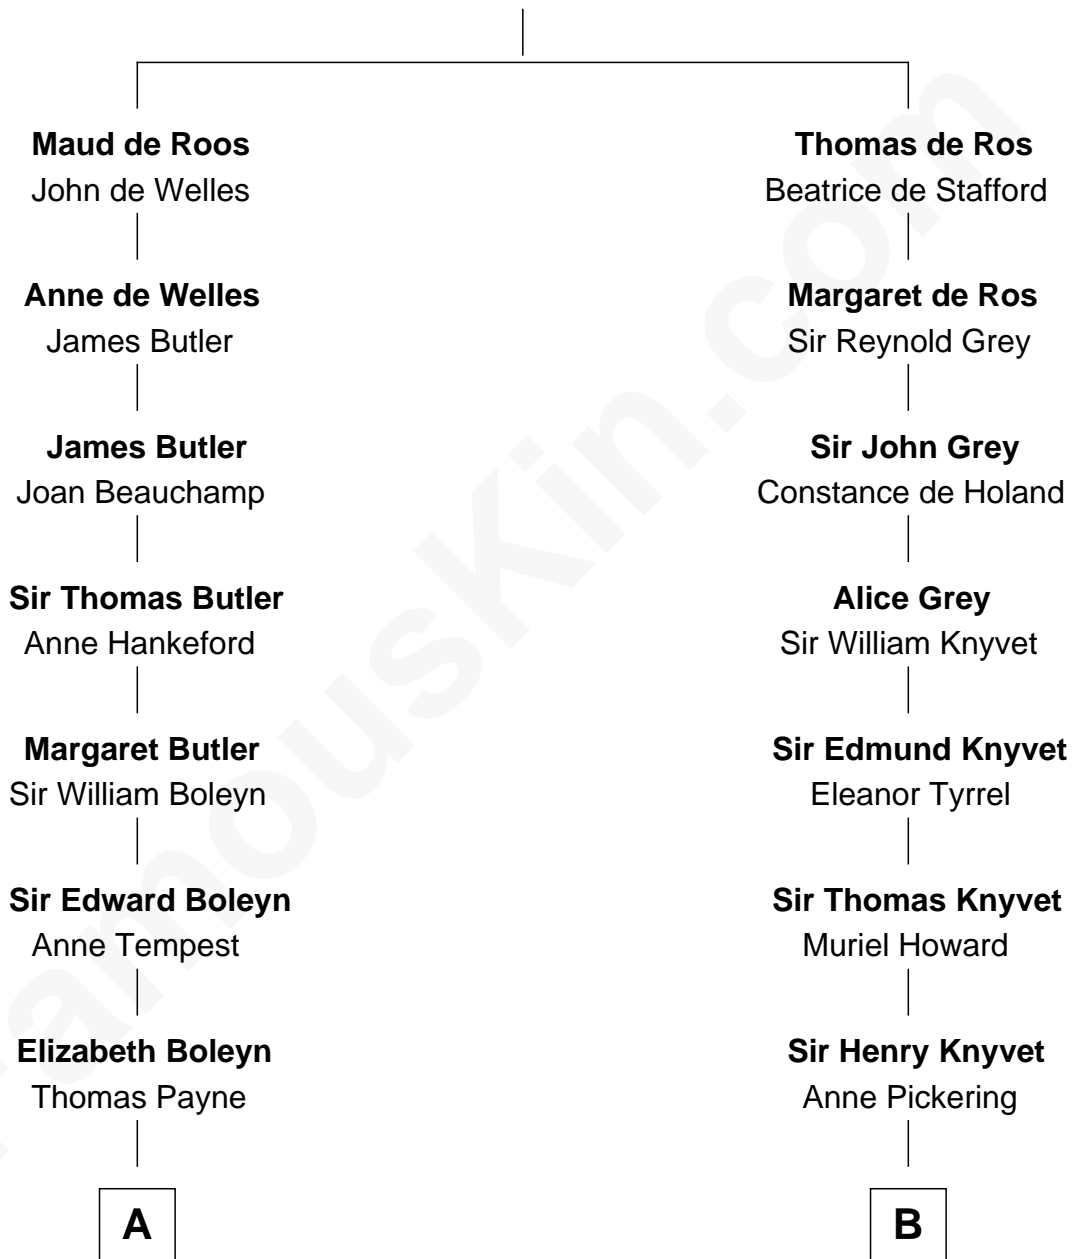 Maud de Roos
John de Welles
Thomas de Ros
Beatrice de Stafford
Anne de Welles
James Butler
Margaret de Ros
Sir Reynold Grey
James Butler
Joan Beauchamp
Sir John Grey
Constance de Holand
Sir Thomas Butler
Anne Hankeford
Alice Grey
Sir William Knyvet
Margaret Butler
Sir William Boleyn
Sir Edmund Knyvet
Eleanor Tyrrel
Sir Edward Boleyn
Anne Tempest
Sir Thomas Knyvet
Muriel Howard
Elizabeth Boleyn
Thomas Payne
Sir Henry Knyvet
Anne Pickering
A
B
FamousKin.com